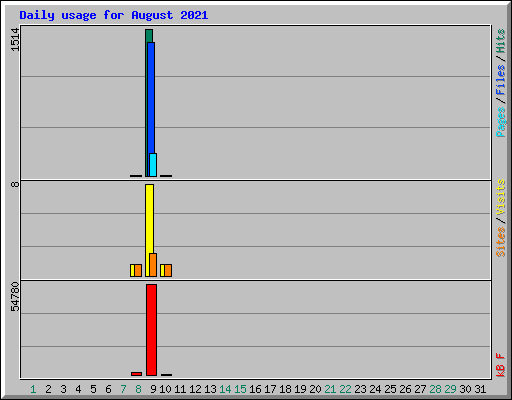 Daily usage for August 2021
1514
8
54780
Pages / Files / Hits
Sites / Visits
kB F
1 2 3 4 5 6 7 8 9 10 11 12 13 14 15 16 17 18 19 20 21 22 23 24 25 26 27 28 29 30 31